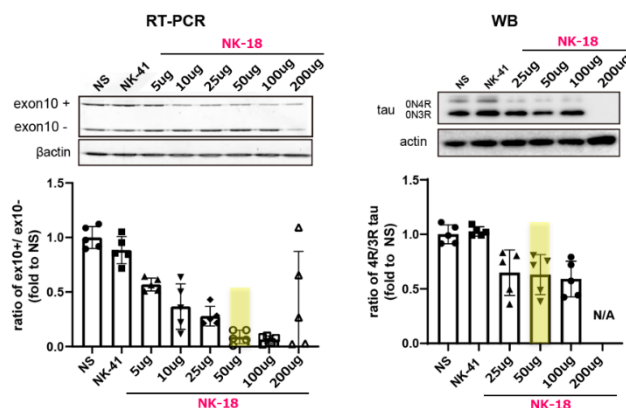 RT-PCR
NK-18
NS NK-41 5ug 10ug 25ug 50ug 100ug 200ug
exon10 +
exon10 -
βactin
ratio of ex10+/ ex10-
(fold to NS)
1.5
1.0
0.5
0.0
NS NK-41 5ug 10ug 25ug 50ug 100ug 200ug
NK-18
WB
NK-18
NS NK-41 25ug 50ug 100ug 200ug
tau
0N4R
0N3R
actin
ratio of 4R/3R tau
(fold to NS)
1.5
1.0
0.5
0.0
N/A
NS NK-41 25ug 50ug 100ug 200ug
NK-18